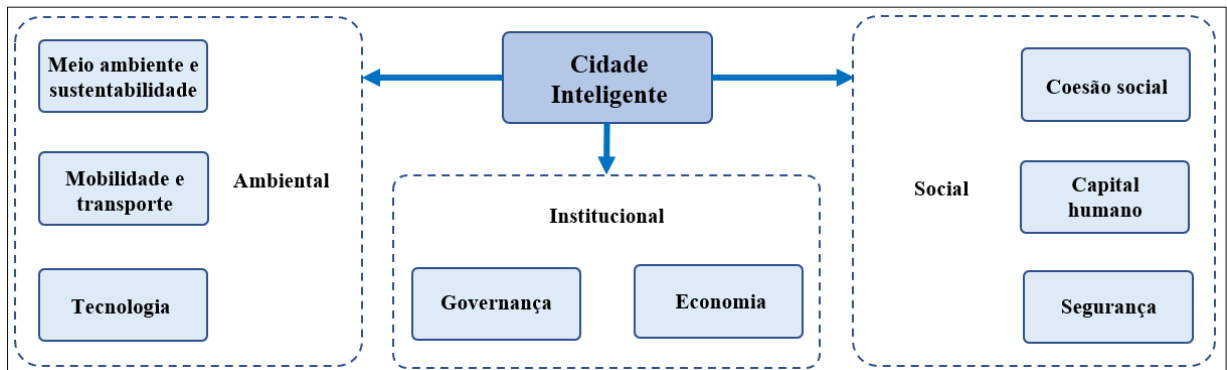 Cidade
Inteligente
Meio ambiente e
sustentabilidade
Mobilidade e
transporte
Tecnologia
Ambiental
Institucional
Governança
Economia
Social
Coesão social
Capital
humano
Segurança